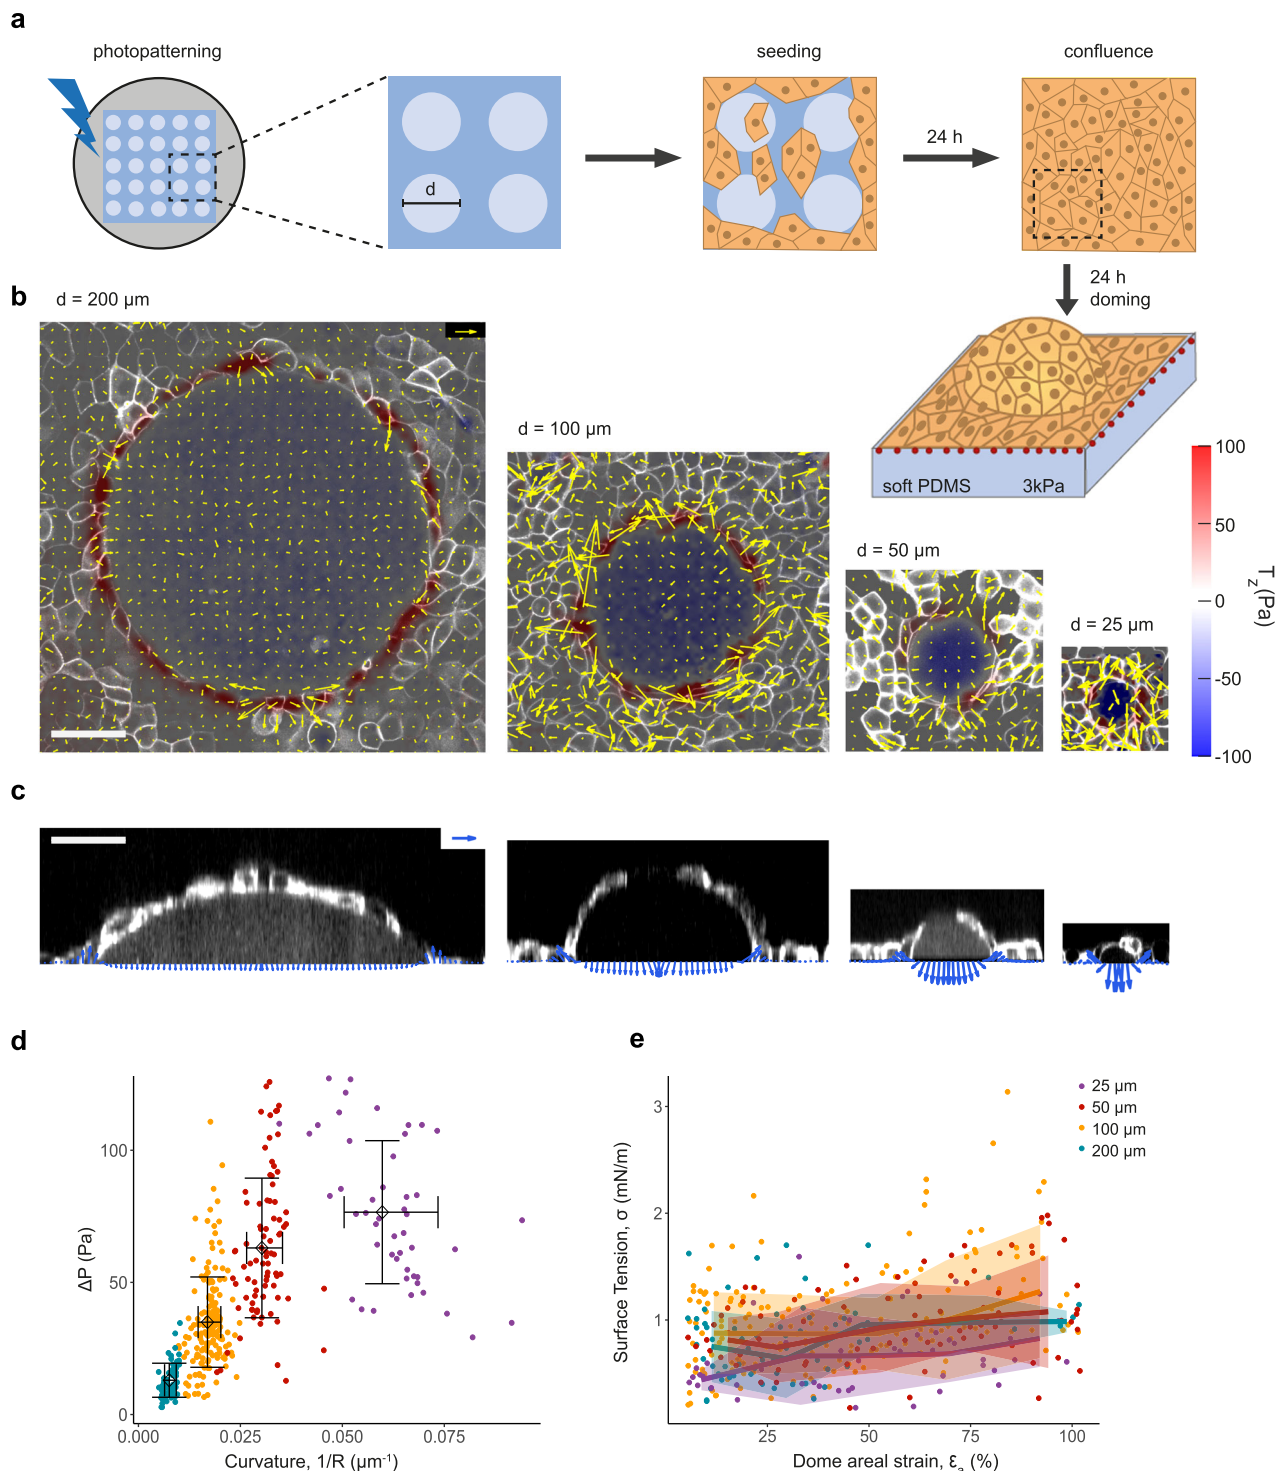 a
photopatterning
seeding
confluence
d
24 h
24 h
doming
soft PDMS
3kPa
b
d = 200 µm
d = 100 µm
d = 50 µm
d = 25 µm
100
50
0
-50
-100
T_z (Pa)
c
d
ΔP (Pa)
100
50
0
0.000
0.025
0.050
0.075
Curvature, 1/R (µm⁻¹)
e
Surface Tension, σ (mN/m)
3
2
1
25
50
75
100
Dome areal strain, ε_a (%)
25 µm
50 µm
100 µm
200 µm